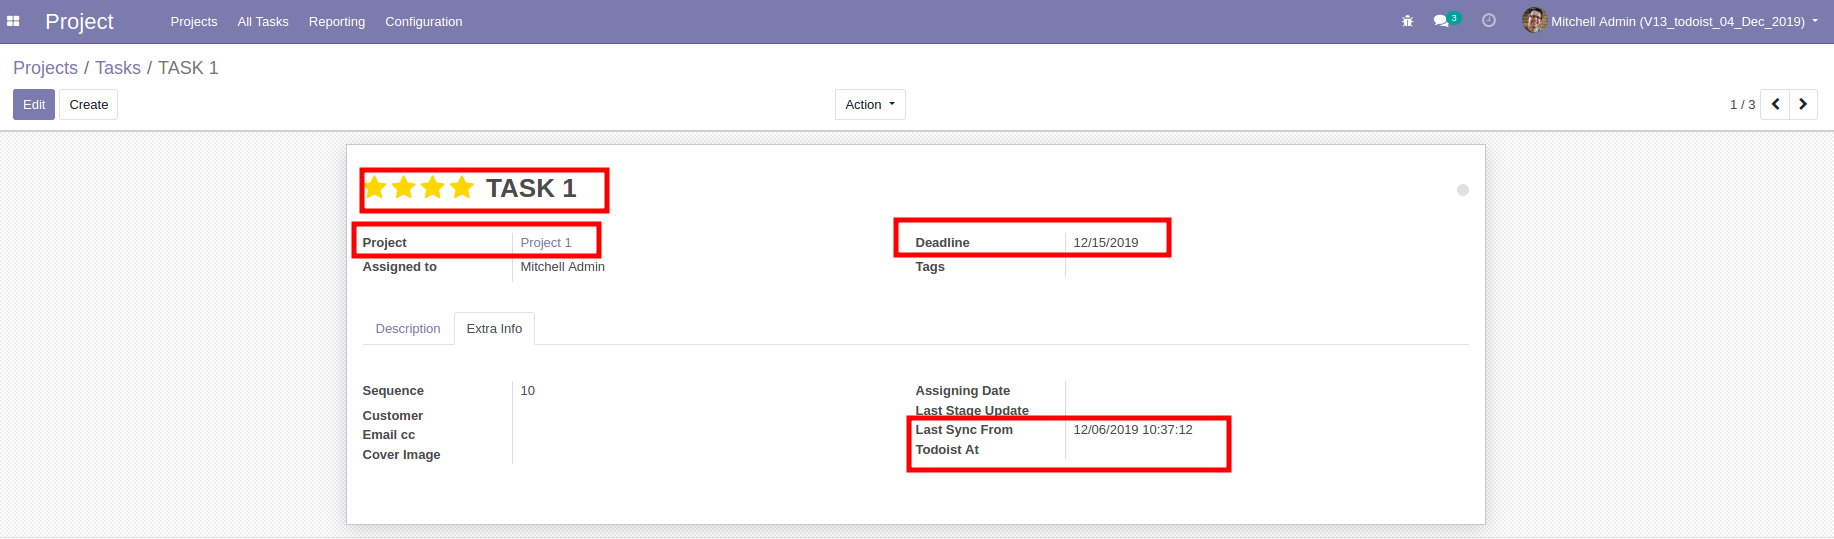 Project Projects All Tasks Reporting Configuration 3 Mitchell Admin (V13_todoist_04_Dec_2019)
Projects / Tasks / TASK 1
Edit Create Action 1 / 3
TASK 1
Project Project 1 Deadline 12/15/2019
Assigned to Mitchell Admin Tags
Description Extra Info
Sequence 10 Assigning Date
Customer Last Stage Update
Email cc Last Sync From 12/06/2019 10:37:12
Cover Image Todoist At